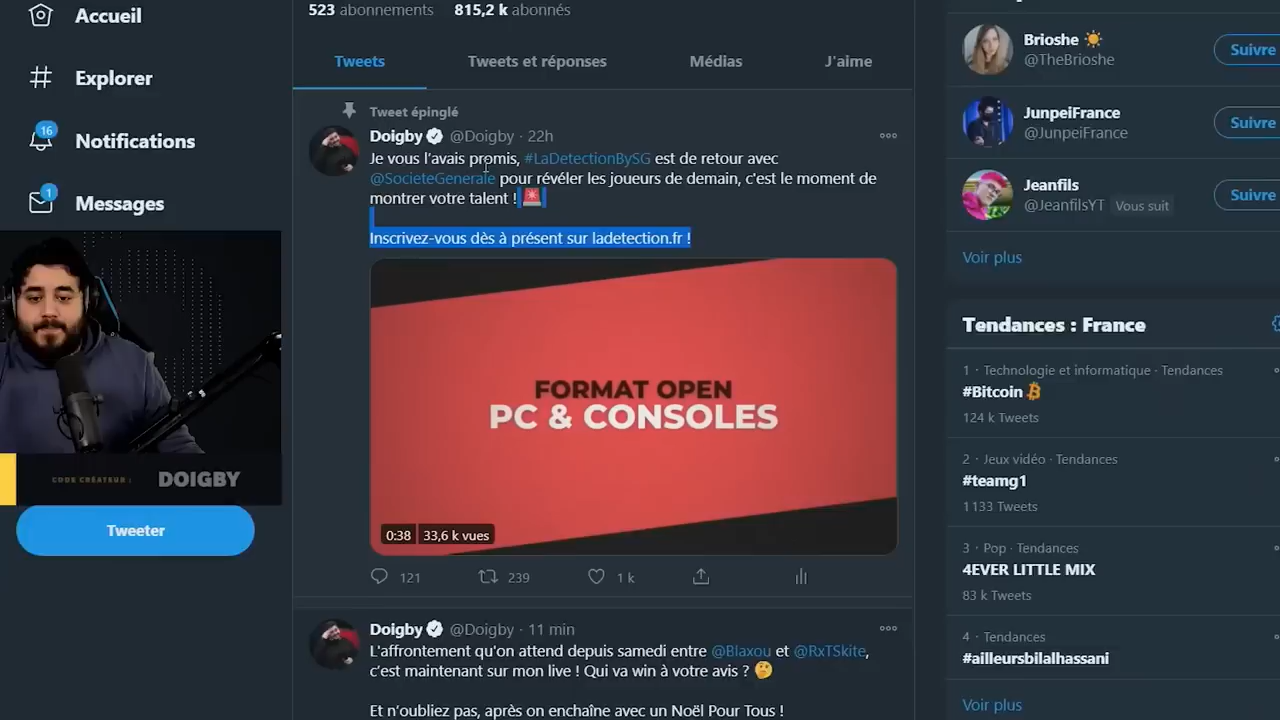 523 abonnements 815,2 k abonnés
Accueil
Explorer
16
Notifications
1
Messages
CODE CRÉATEUR : DOIGBY
Tweeter
Tweets Tweets et réponses Médias J'aime
Tweet épinglé
Doigby @Doigby · 22h
Je vous l'avais promis, #LaDetectionBySG est de retour avec
@SocieteGenerale pour révéler les joueurs de demain, c'est le moment de
montrer votre talent ! 🚨
Inscrivez-vous dès à présent sur ladetection.fr !
FORMAT OPEN
PC & CONSOLES
0:38 33,6 k vues
121 239 1 k
Doigby @Doigby · 11 min
L'affrontement qu'on attend depuis samedi entre @Blaxou et @RxTSkite,
c'est maintenant sur mon live ! Qui va win à votre avis ? 🤔
Et n'oubliez pas, après on enchaîne avec un Noël Pour Tous !
Brioshe ☀️
@TheBrioshe
Suivre
JunpeiFrance
@JunpeiFrance
Suivre
Jeanfils
@JeanfilsYT Vous suit
Suivre
Voir plus
Tendances : France
1 · Technologie et informatique · Tendances
#Bitcoin
124 k Tweets
2 · Jeux vidéo · Tendances
#teamg1
1 133 Tweets
3 · Pop · Tendances
4EVER LITTLE MIX
83 k Tweets
4 · Tendances
#ailleursbilalhassani
Voir plus